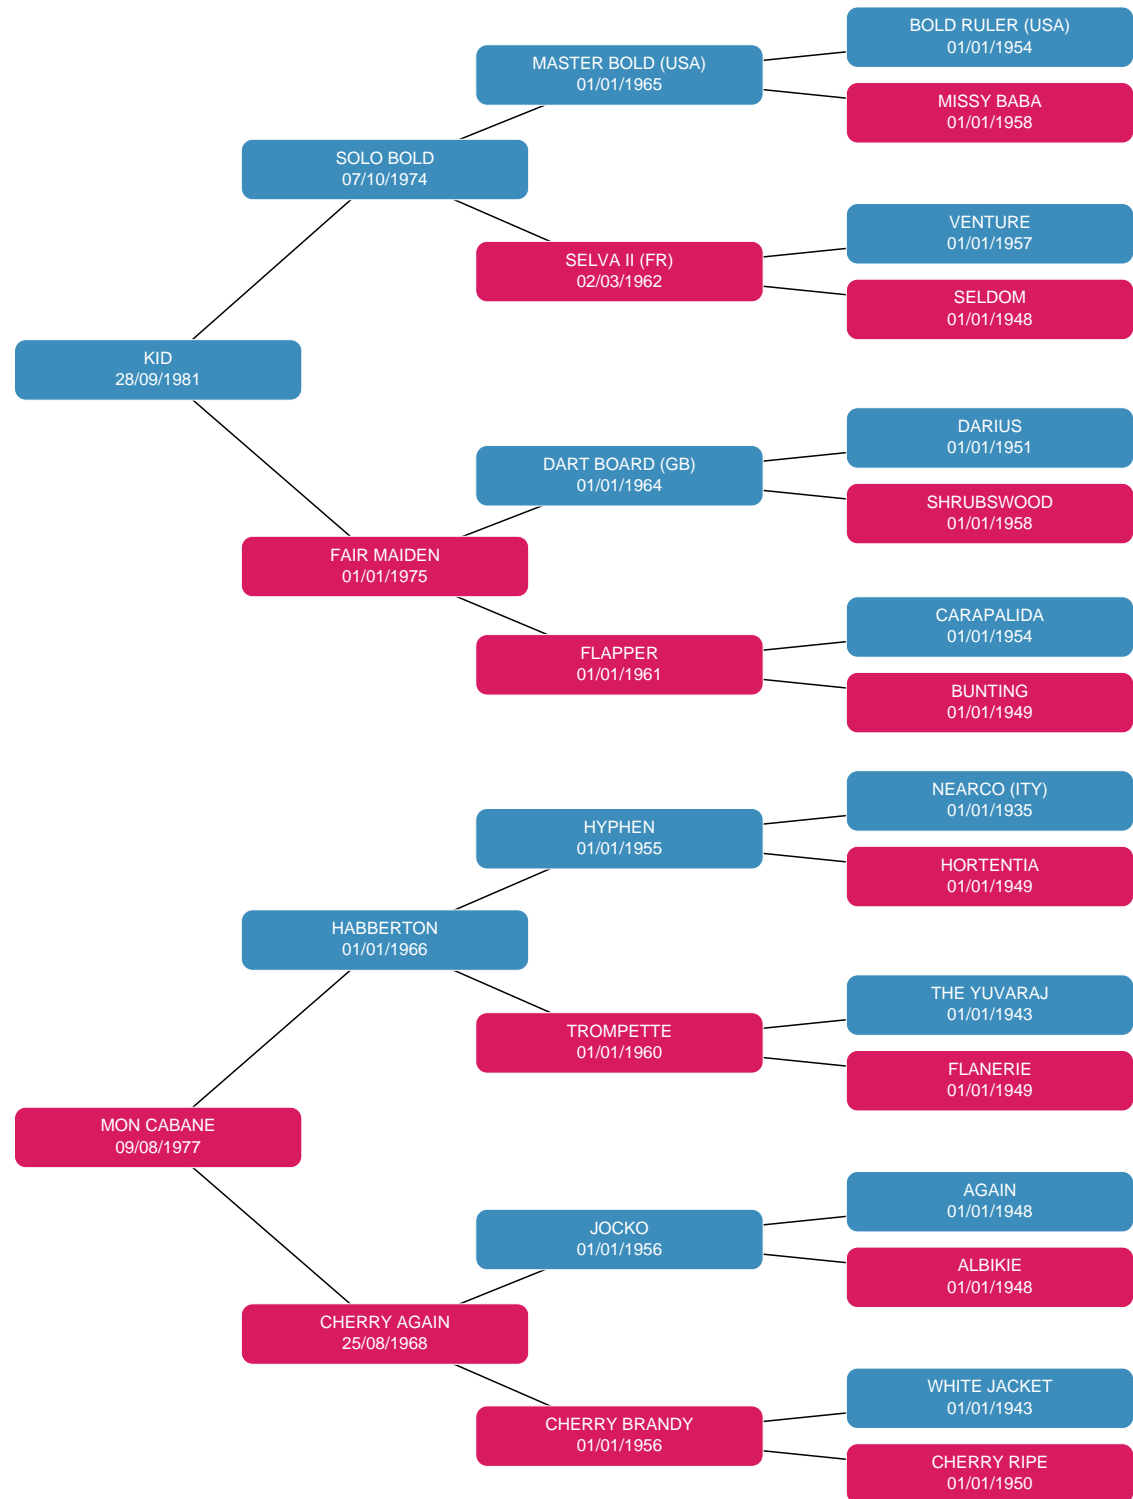 BOLD RULER (USA)
01/01/1954
MASTER BOLD (USA)
01/01/1965
MISSY BABA
01/01/1958
SOLO BOLD
07/10/1974
VENTURE
01/01/1957
SELVA II (FR)
02/03/1962
SELDOM
01/01/1948
KID
28/09/1981
DARIUS
01/01/1951
DART BOARD (GB)
01/01/1964
SHRUBSWOOD
01/01/1958
FAIR MAIDEN
01/01/1975
CARAPALIDA
01/01/1954
FLAPPER
01/01/1961
BUNTING
01/01/1949
NEARCO (ITY)
01/01/1935
HYPHEN
01/01/1955
HORTENTIA
01/01/1949
HABBERTON
01/01/1966
THE YUVARAJ
01/01/1943
TROMPETTE
01/01/1960
FLANERIE
01/01/1949
MON CABANE
09/08/1977
AGAIN
01/01/1948
JOCKO
01/01/1956
ALBIKIE
01/01/1948
CHERRY AGAIN
25/08/1968
WHITE JACKET
01/01/1943
CHERRY BRANDY
01/01/1956
CHERRY RIPE
01/01/1950